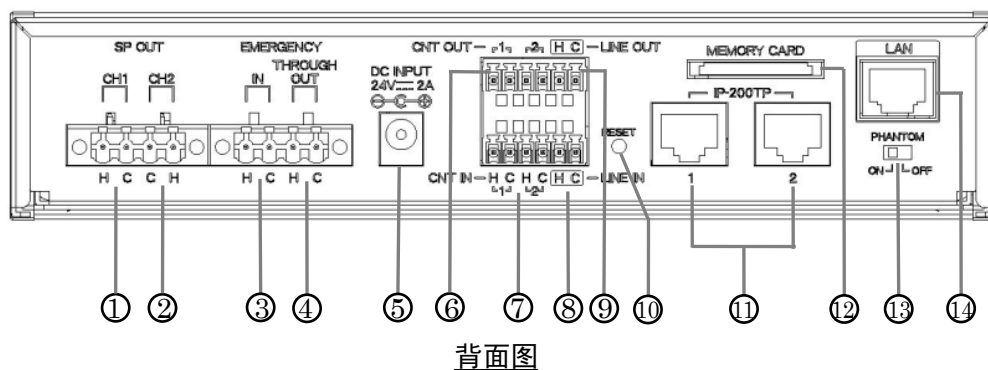 SP OUT
CH1 CH2
H C C H
EMERGENCY
IN THROUGH OUT
H C H C
DC INPUT
24V⎓2A
CNT OUT 1 2 H C LINE OUT
CNT IN H C H C H C LINE IN
1 2
RESET
MEMORY CARD
IP-200TP
1 2
LAN
PHANTOM
ON OFF
① ② ③ ④ ⑤ ⑥ ⑦ ⑧ ⑨ ⑩ ⑪ ⑫ ⑬ ⑭
背面图